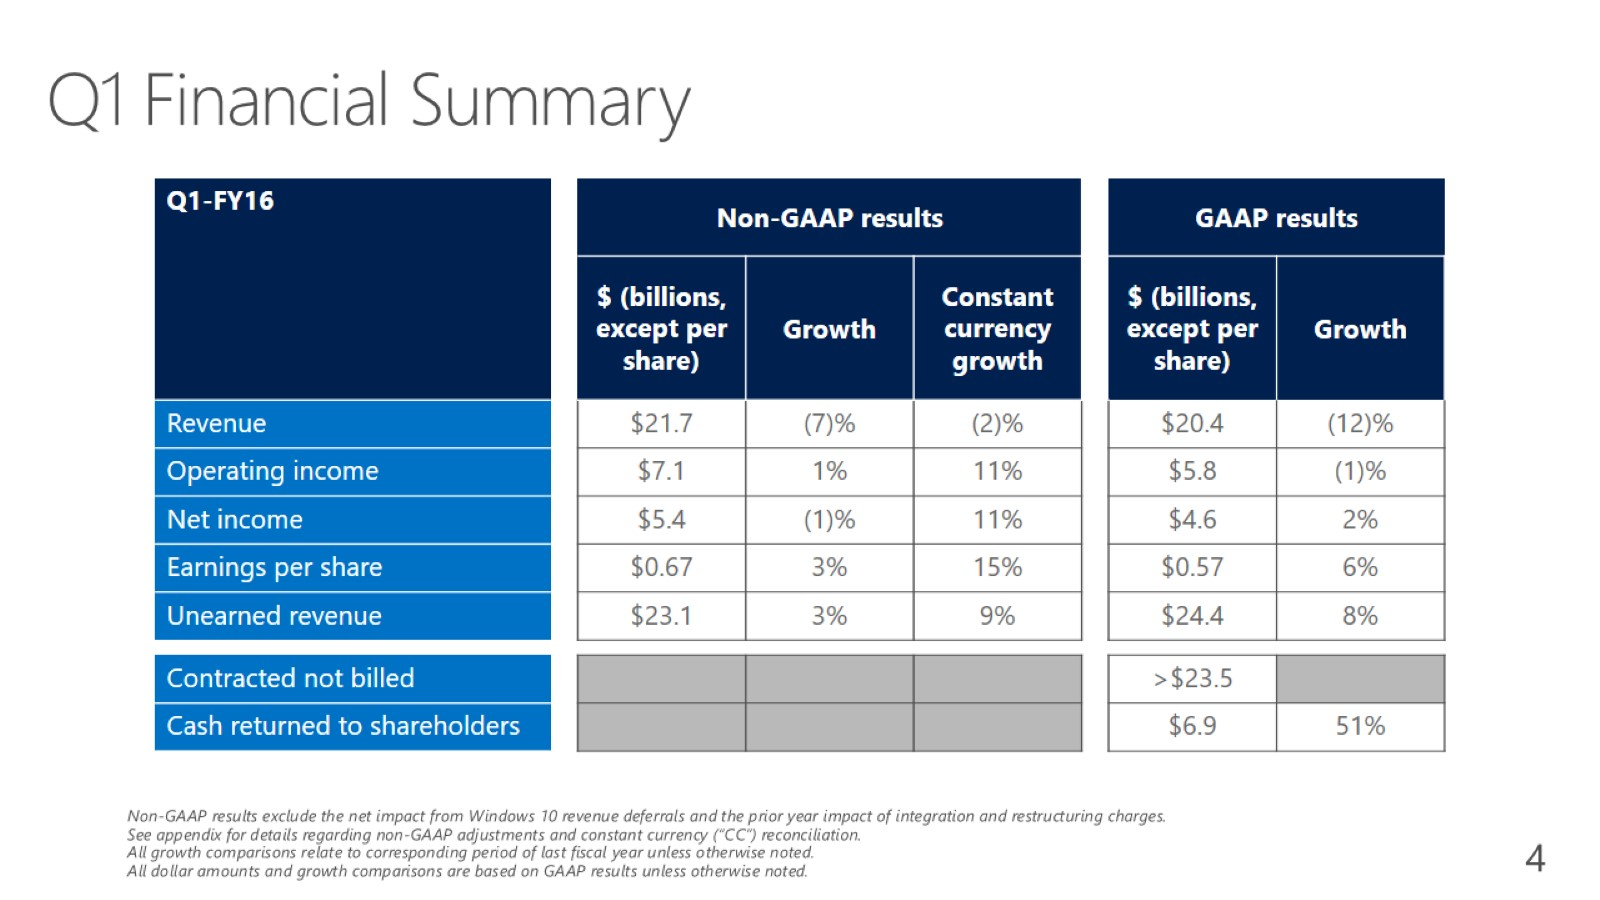 Q1 Financial Summary
Q1-FY16
Non-GAAP results
GAAP results
$ (billions,
except per
share)
Growth
Constant
currency
growth
$ (billions,
except per
share)
Growth
Revenue $21.7 (7)% (2)% $20.4 (12)%
Operating income $7.1 1% 11% $5.8 (1)%
Net income $5.4 (1)% 11% $4.6 2%
Earnings per share $0.67 3% 15% $0.57 6%
Unearned revenue $23.1 3% 9% $24.4 8%
Contracted not billed >$23.5
Cash returned to shareholders $6.9 51%
Non-GAAP results exclude the net impact from Windows 10 revenue deferrals and the prior year impact of integration and restructuring charges.
See appendix for details regarding non-GAAP adjustments and constant currency (“CC”) reconciliation.
All growth comparisons relate to corresponding period of last fiscal year unless otherwise noted.
All dollar amounts and growth comparisons are based on GAAP results unless otherwise noted.
4